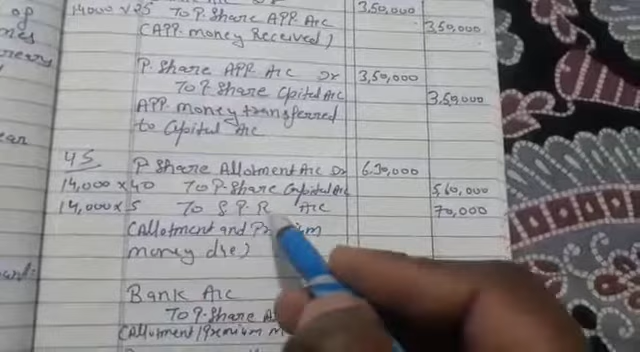 of
14000 x 25 To P. Share APP. A/c 3,50,000
3,50,000
(APP. money Received)
P. Share APP. A/c Dr 3,50,000
To P. Share Cpital A/c 3,50,000
APP. money transferred
to Capital A/c
ear
45 P Share Allotment A/c Dr 6,30,000
14,000 x 40 To P. Share Capital A/c 5,60,000
14,000 x 5 To S P R A/c 70,000
(Allotment and
money due)
Bank A/c
To P. Share
(Allotment/Premium